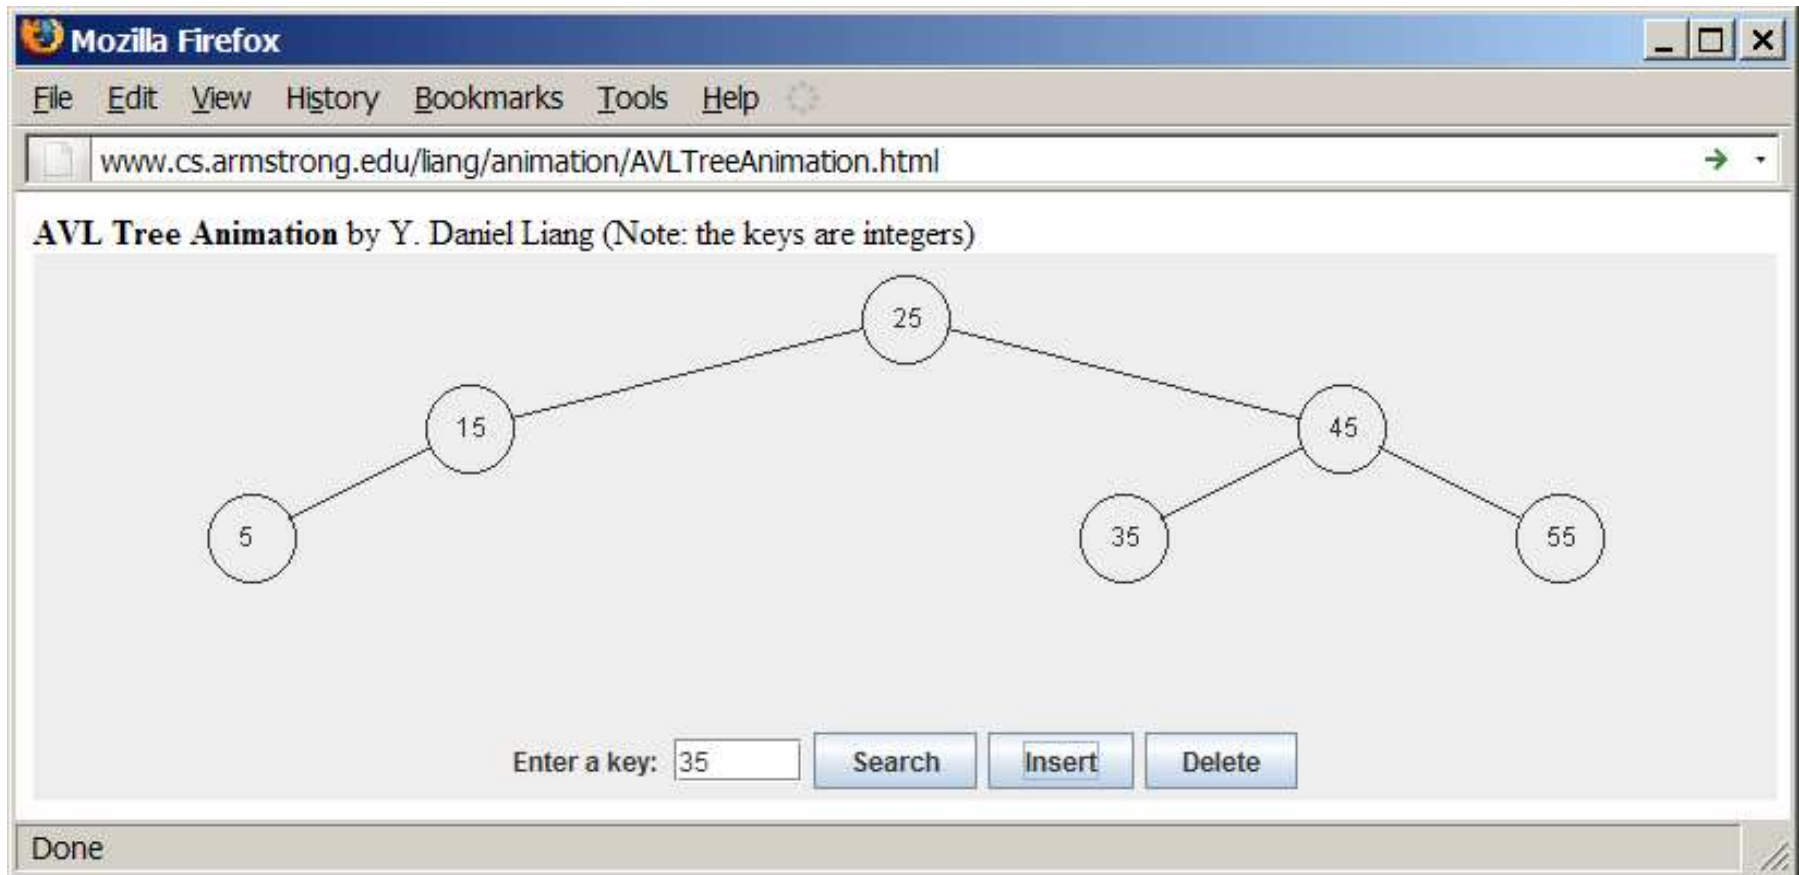 Mozilla Firefox
File Edit View History Bookmarks Tools Help
www.cs.armstrong.edu/liang/animation/AVLTreeAnimation.html
AVL Tree Animation by Y. Daniel Liang (Note: the keys are integers)
25
15 45
5 35 55
Enter a key: 35 Search Insert Delete
Done